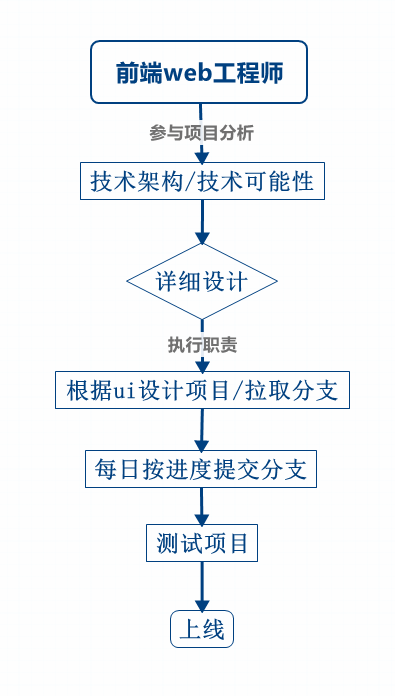 前端web工程师
参与项目分析
技术架构/技术可能性
详细设计
执行职责
根据ui设计项目/拉取分支
每日按进度提交分支
测试项目
上线